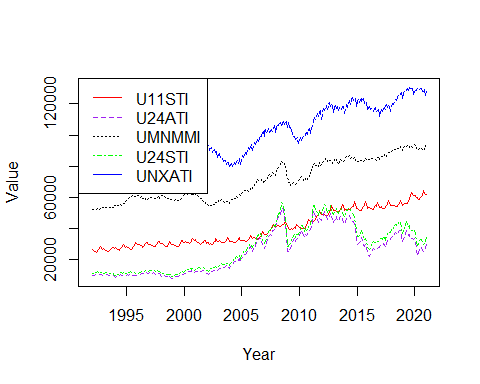 U11STI
U24ATI
UMNMMI
U24STI
UNXATI
Value
20000
60000
120000
1995
2000
2005
2010
2015
2020
Year